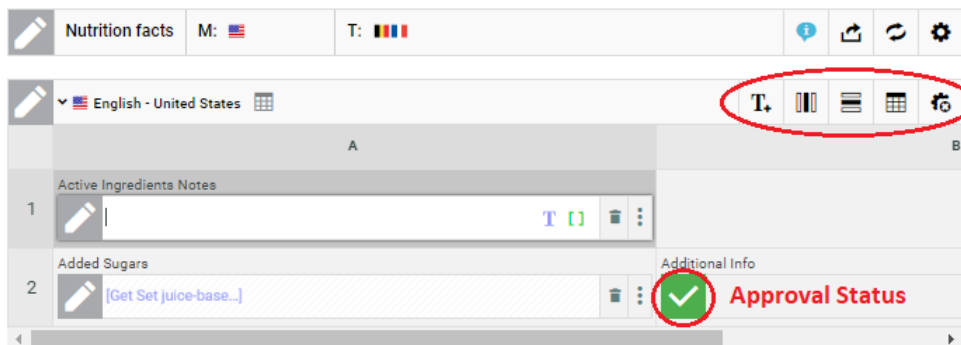 Nutrition facts M: T:
English - United States T+
A B
Active Ingredients Notes
1 T []
Added Sugars Additional Info
2 [Get Set juice-base...] Approval Status